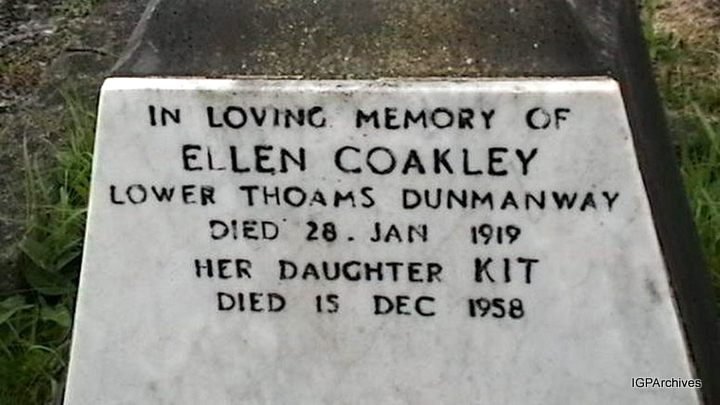 IN LOVING MEMORY OF
ELLEN COAKLEY
LOWER THOAMS DUNMANWAY
DIED 28. JAN 1919
HER DAUGHTER KIT
DIED 15 DEC 1958
IGPArchives